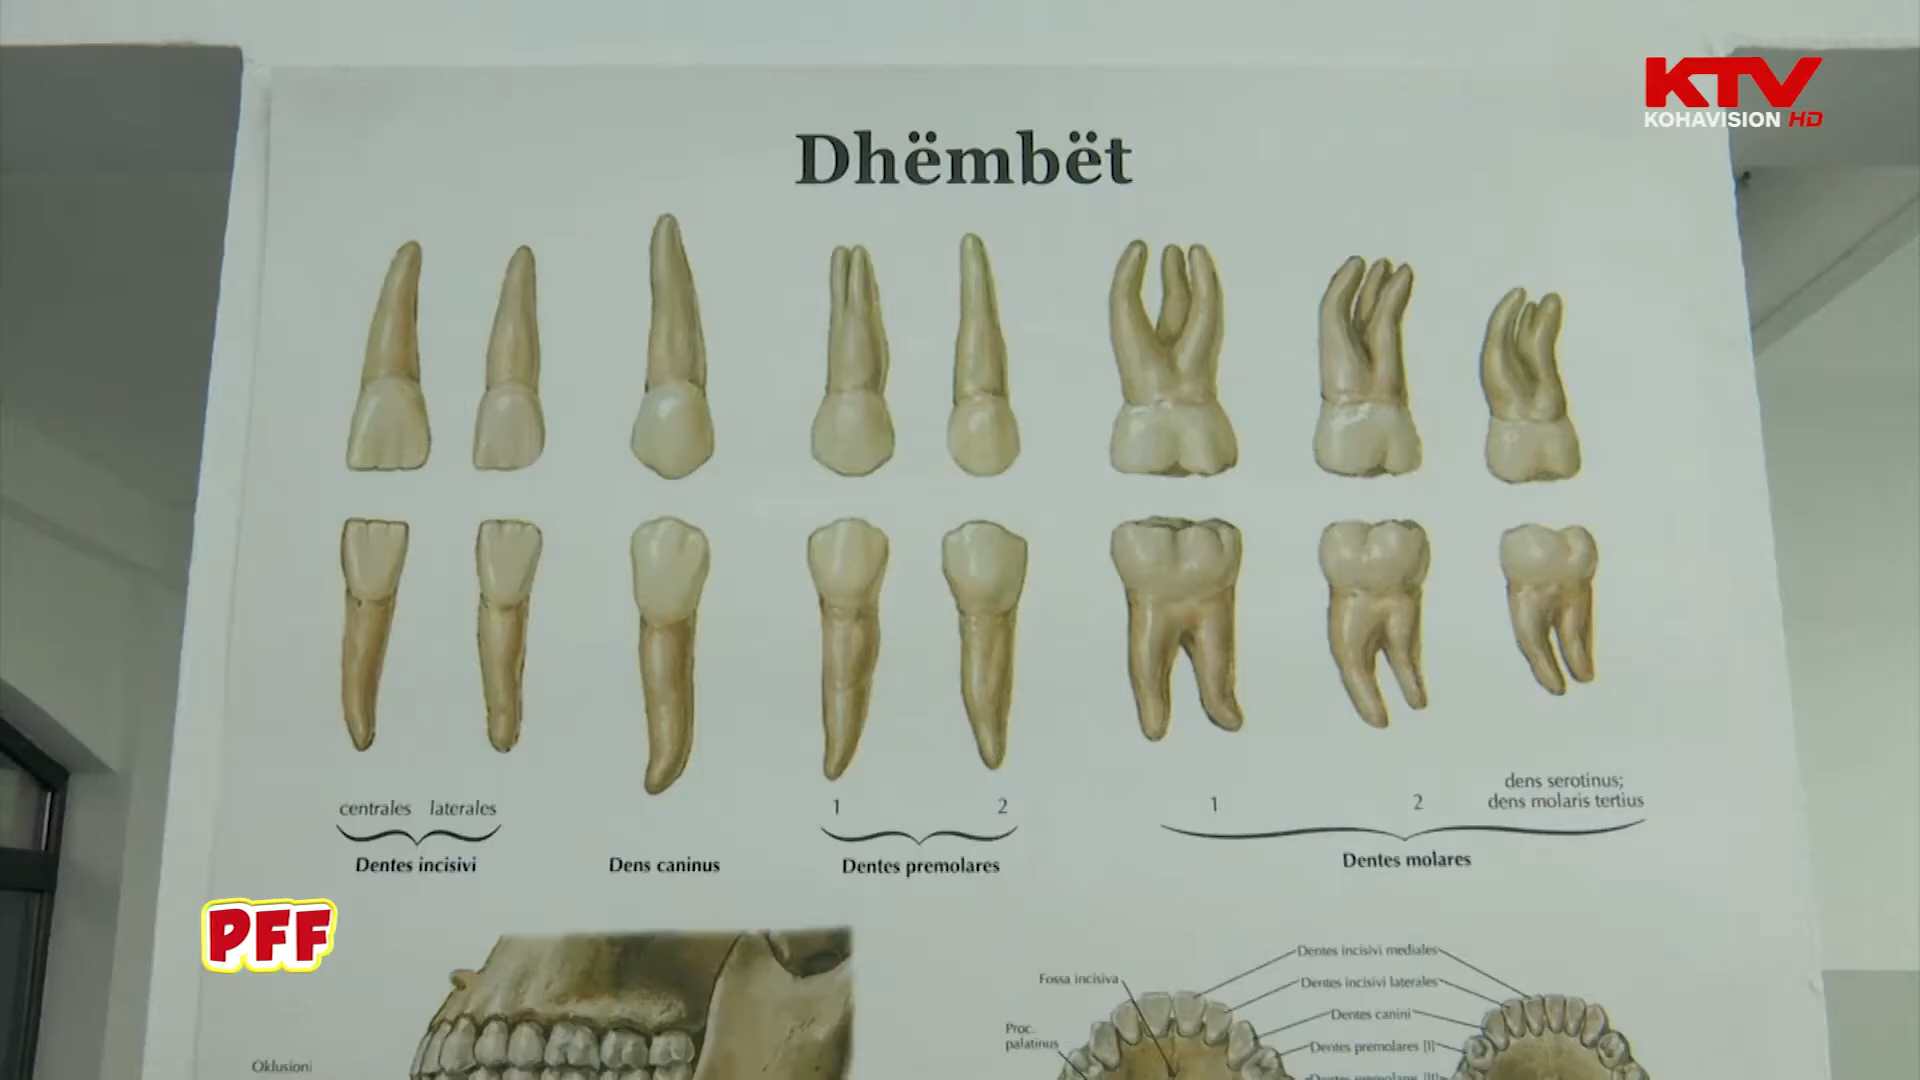 KTV
KOHAVISION HD
Dhëmbët
centrales laterales
1 2
1 2
dens serotinus;
dens molaris tertius
Dentes incisivi
Dens caninus
Dentes premolares
Dentes molares
PFF
Dentes incisivi mediales
Fossa incisiva
Dentes incisivi laterales
Dentes canini
Proc.
palatinus
Dentes premolares [I]
Oklusioni